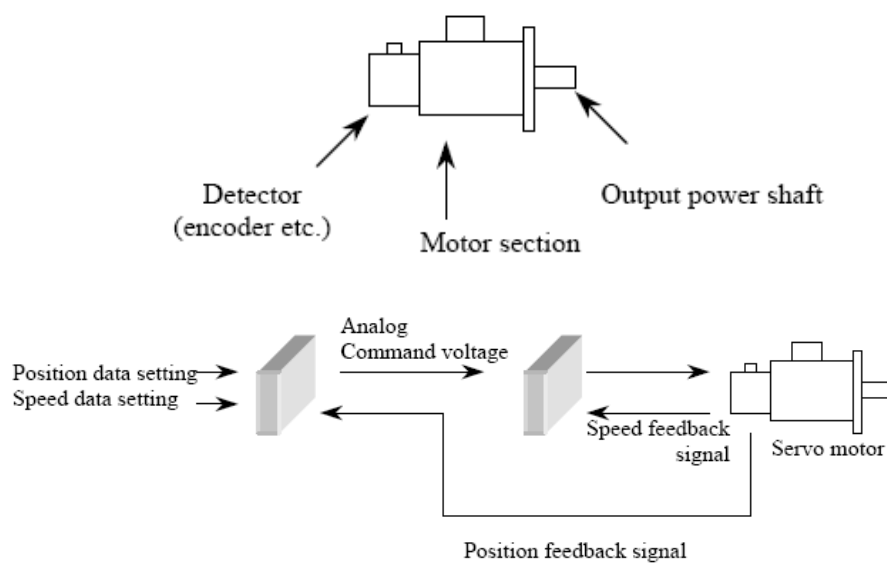 Detector
(encoder etc.)
Motor section
Output power shaft
Analog
Command voltage
Position data setting
Speed data setting
Speed feedback
signal
Servo motor
Position feedback signal